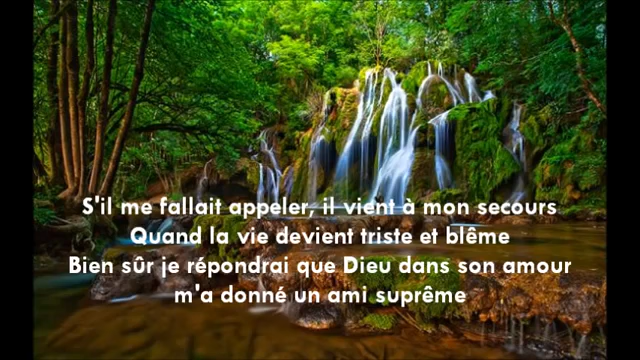 S'il me fallait appeler, il vient à mon secours
Quand la vie devient triste et blême
Bien sûr je répondrai que Dieu dans son amour
m'a donné un ami suprême